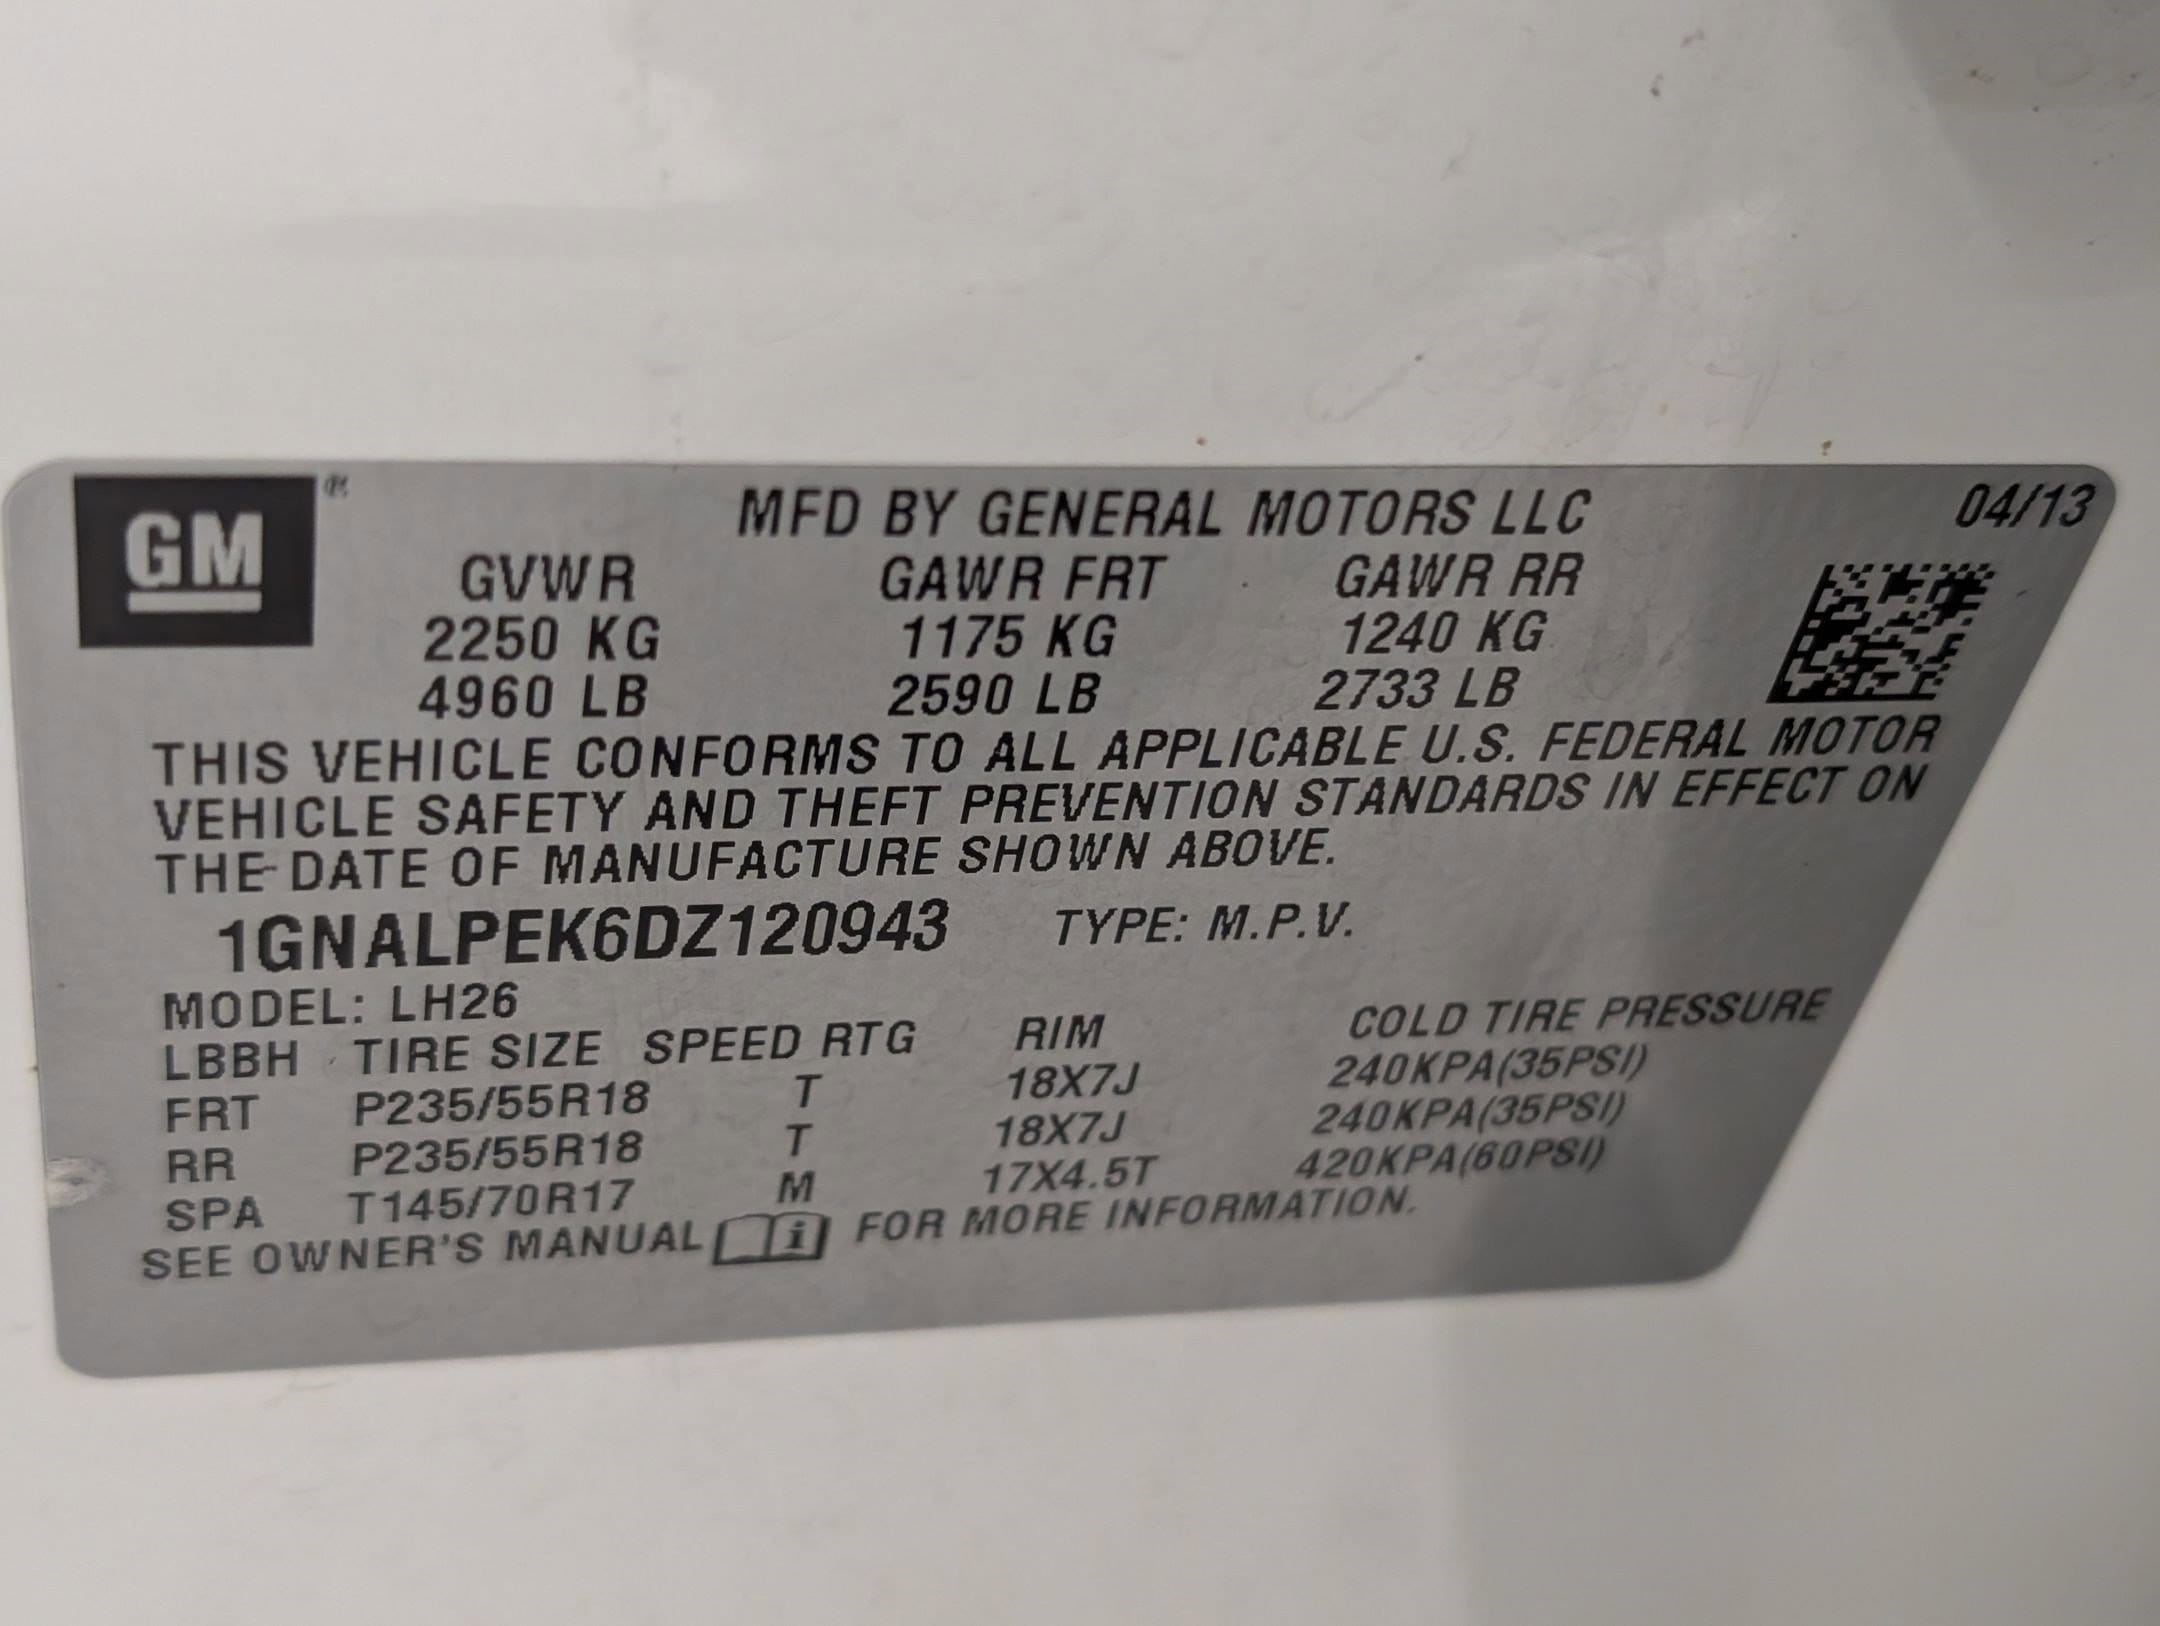 GM®
MFD BY GENERAL MOTORS LLC 04/13
GVWR GAWR FRT GAWR RR
2250 KG 1175 KG 1240 KG
4960 LB 2590 LB 2733 LB
THIS VEHICLE CONFORMS TO ALL APPLICABLE U.S. FEDERAL MOTOR
VEHICLE SAFETY AND THEFT PREVENTION STANDARDS IN EFFECT ON
THE DATE OF MANUFACTURE SHOWN ABOVE.
1GNALPEK6DZ120943 TYPE: M.P.V.
MODEL: LH26
LBBH TIRE SIZE SPEED RTG RIM COLD TIRE PRESSURE
FRT P235/55R18 T 18X7J 240KPA(35PSI)
RR P235/55R18 T 18X7J 240KPA(35PSI)
SPA T145/70R17 M 17X4.5T 420KPA(60PSI)
SEE OWNER'S MANUAL i FOR MORE INFORMATION.